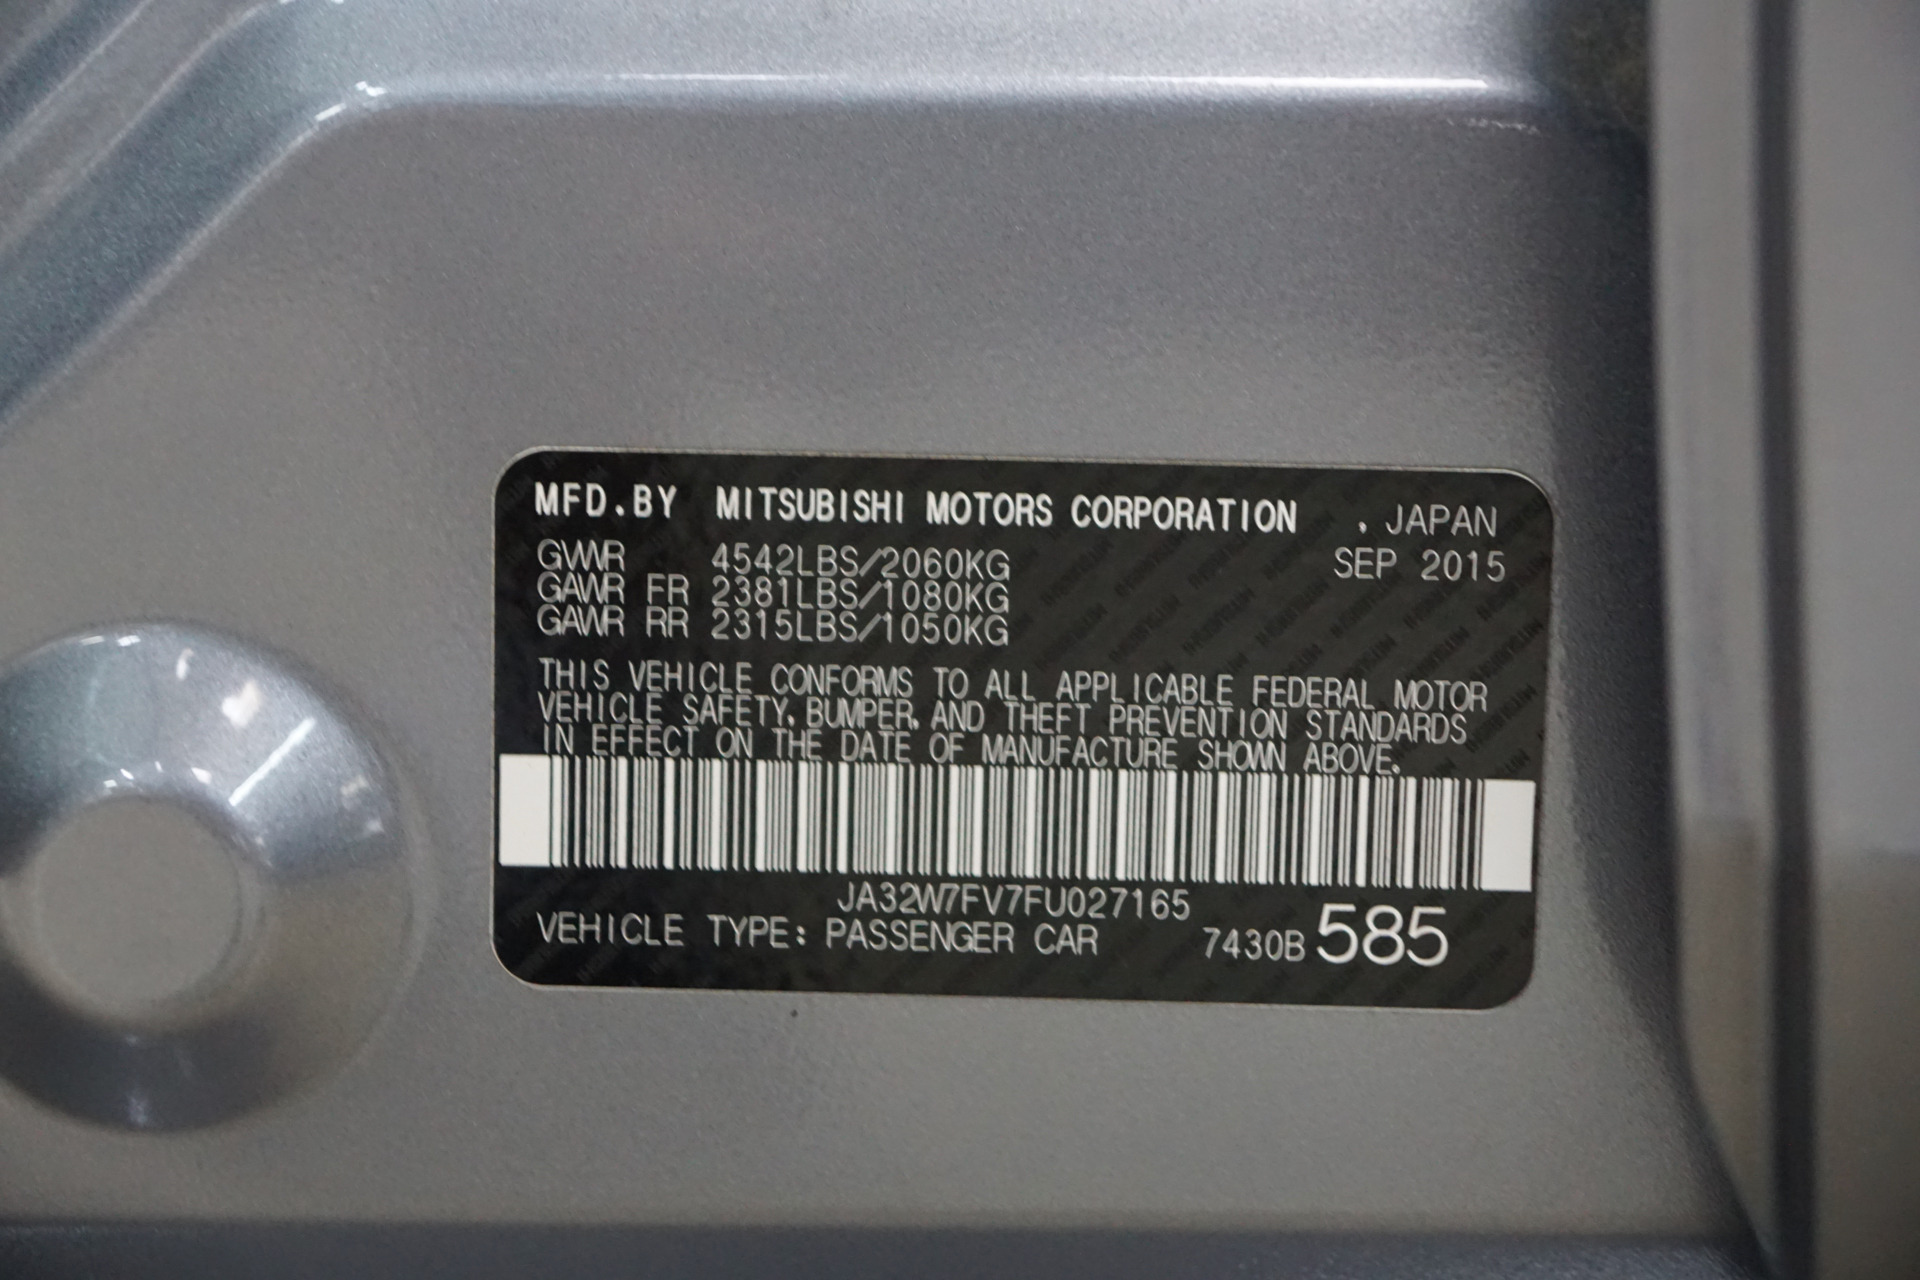 MFD.BY MITSUBISHI MOTORS CORPORATION , JAPAN
GVWR 4542LBS/2060KG SEP 2015
GAWR FR 2381LBS/1080KG
GAWR RR 2315LBS/1050KG
THIS VEHICLE CONFORMS TO ALL APPLICABLE FEDERAL MOTOR
VEHICLE SAFETY, BUMPER, AND THEFT PREVENTION STANDARDS
IN EFFECT ON THE DATE OF MANUFACTURE SHOWN ABOVE.
JA32W7FV7FU027165
VEHICLE TYPE: PASSENGER CAR 7430B 585